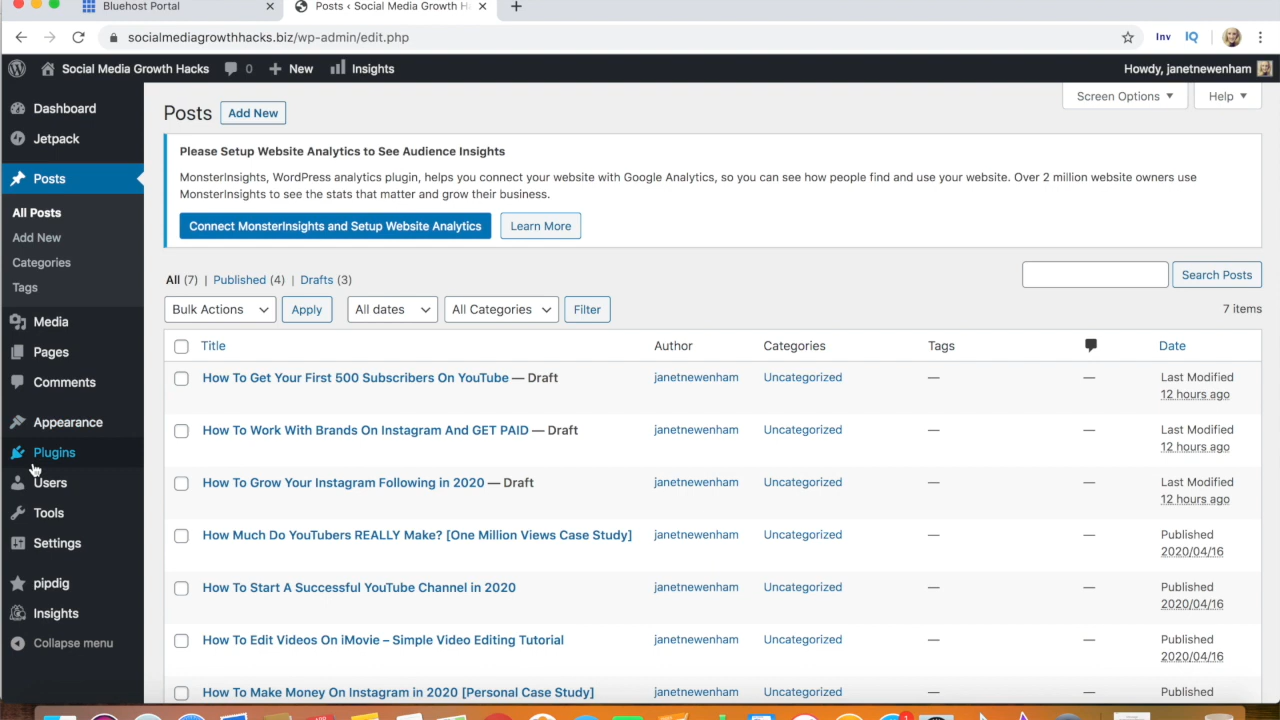 Bluehost Portal
Posts ‹ Social Media Growth H
socialmediagrowthhacks.biz/wp-admin/edit.php
Inv
IQ
Social Media Growth Hacks
0
New
Insights
Howdy, janetnewenham
Dashboard
Jetpack
Posts
All Posts
Add New
Categories
Tags
Media
Pages
Comments
Appearance
Plugins
Users
Tools
Settings
pipdig
Insights
Collapse menu
Posts
Add New
Screen Options
Help
Please Setup Website Analytics to See Audience Insights
MonsterInsights, WordPress analytics plugin, helps you connect your website with Google Analytics, so you can see how people find and use your website. Over 2 million website owners use
MonsterInsights to see the stats that matter and grow their business.
Connect MonsterInsights and Setup Website Analytics
Learn More
All (7) | Published (4) | Drafts (3)
Search Posts
Bulk Actions
Apply
All dates
All Categories
Filter
7 items
Title Author Categories Tags Date
How To Get Your First 500 Subscribers On YouTube — Draft janetnewenham Uncategorized — — Last Modified
12 hours ago
How To Work With Brands On Instagram And GET PAID — Draft janetnewenham Uncategorized — — Last Modified
12 hours ago
How To Grow Your Instagram Following in 2020 — Draft janetnewenham Uncategorized — — Last Modified
12 hours ago
How Much Do YouTubers REALLY Make? [One Million Views Case Study] janetnewenham Uncategorized — — Published
2020/04/16
How To Start A Successful YouTube Channel in 2020 janetnewenham Uncategorized — — Published
2020/04/16
How To Edit Videos On iMovie – Simple Video Editing Tutorial janetnewenham Uncategorized — — Published
2020/04/16
How To Make Money On Instagram in 2020 [Personal Case Study] janetnewenham Uncategorized — — Published